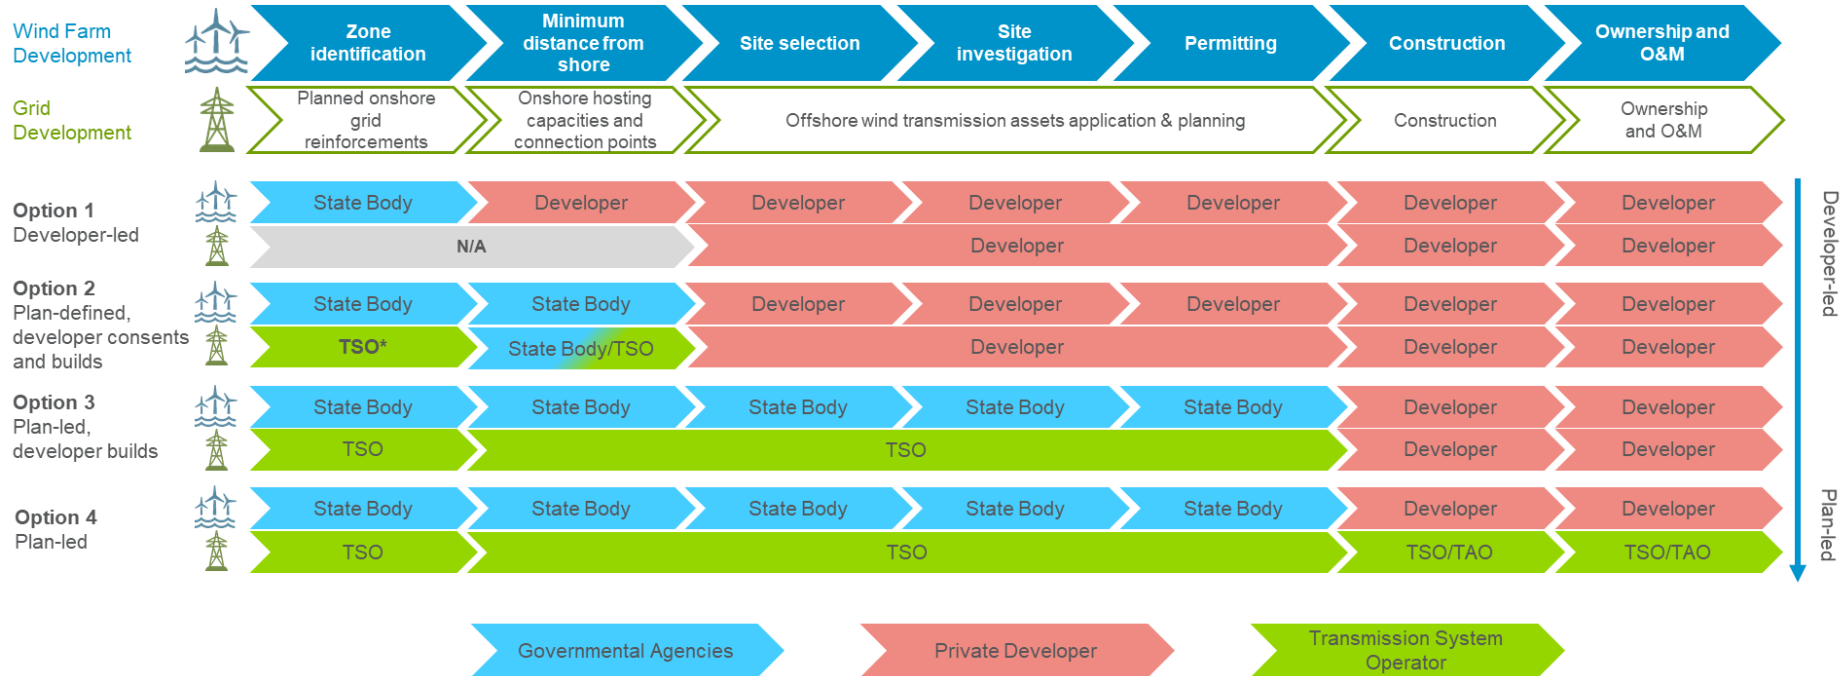 Wind Farm
Development
Zone
identification
Minimum
distance from
shore
Site selection
Site
investigation
Permitting
Construction
Ownership and
O&M
Grid
Development
Planned onshore
grid
reinforcements
Onshore hosting
capacities and
connection points
Offshore wind transmission assets application & planning
Construction
Ownership
and O&M
Option 1
Developer-led
State Body
Developer
Developer
Developer
Developer
Developer
Developer
N/A
Developer
Developer
Developer
Option 2
Plan-defined,
developer consents
and builds
State Body
State Body
Developer
Developer
Developer
Developer
Developer
TSO*
State Body/TSO
Developer
Developer
Developer
Option 3
Plan-led,
developer builds
State Body
State Body
State Body
State Body
State Body
Developer
Developer
TSO
TSO
Developer
Developer
Option 4
Plan-led
State Body
State Body
State Body
State Body
State Body
Developer
Developer
TSO
TSO
TSO/TAO
TSO/TAO
Developer-led
Plan-led
Governmental Agencies
Private Developer
Transmission System
Operator